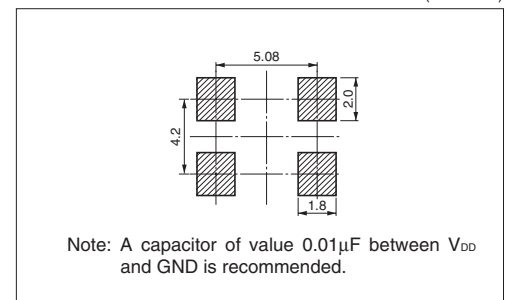 5.08
2.0
4.2
1.8
Note: A capacitor of value 0.01μF between VDD
and GND is recommended.